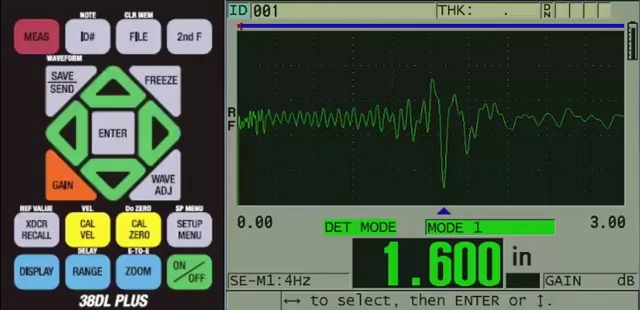 NOTE CLR MEM
MEAS ID# FILE 2nd F
WAVEFORM
SAVE/SEND FREEZE
ENTER
GAIN WAVE ADJ
REF VALUE VEL Do ZERO SP MENU
XDCR RECALL CAL VEL CAL ZERO SETUP MENU
DELAY E-TO-E
DISPLAY RANGE ZOOM ON/OFF
38DL PLUS
ID 001 THK: . DN
RF
0.00 3.00
DET MODE MODE 1
1.600 in
SE-M1:4Hz GAIN dB
↔ to select, then ENTER or ↕.